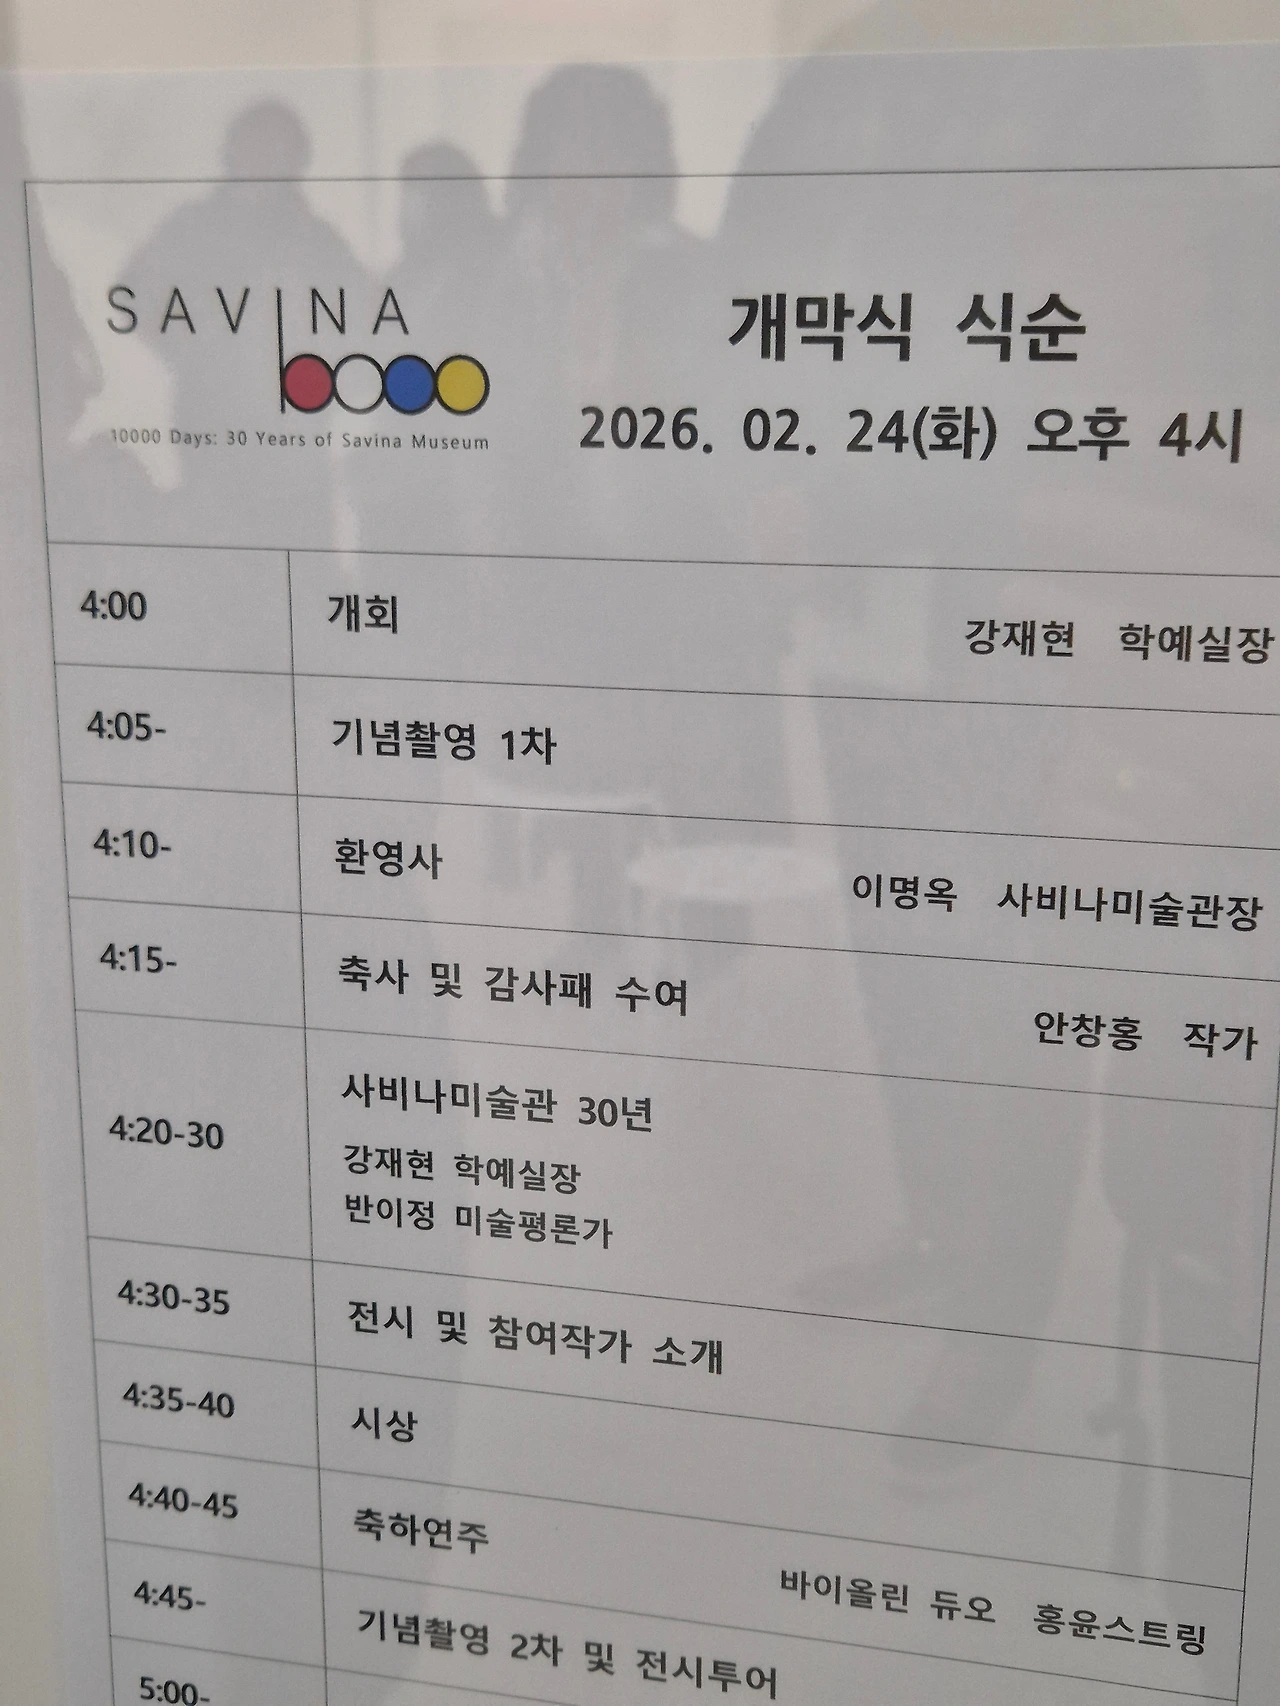 SAVINA
10000 Days: 30 Years of Savina Museum
개막식 식순
2026. 02. 24(화) 오후 4시
4:00 개회 강재현 학예실장
4:05- 기념촬영 1차
4:10- 환영사 이명옥 사비나미술관장
4:15- 축사 및 감사패 수여 안창홍 작가
4:20-30 사비나미술관 30년
강재현 학예실장
반이정 미술평론가
4:30-35 전시 및 참여작가 소개
4:35-40 시상
4:40-45 축하연주 바이올린 듀오 홍윤스트링
4:45- 기념촬영 2차 및 전시투어
5:00-